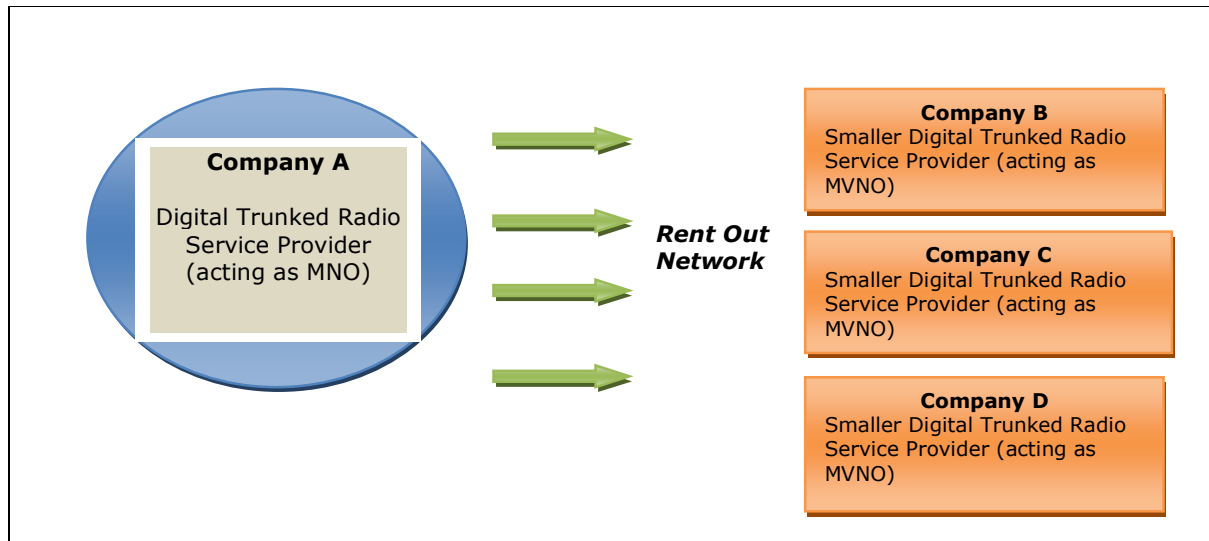 Company A
Digital Trunked Radio
Service Provider
(acting as MNO)
Rent Out
Network
Company B
Smaller Digital Trunked Radio
Service Provider (acting as
MVNO)
Company C
Smaller Digital Trunked Radio
Service Provider (acting as
MVNO)
Company D
Smaller Digital Trunked Radio
Service Provider (acting as
MVNO)